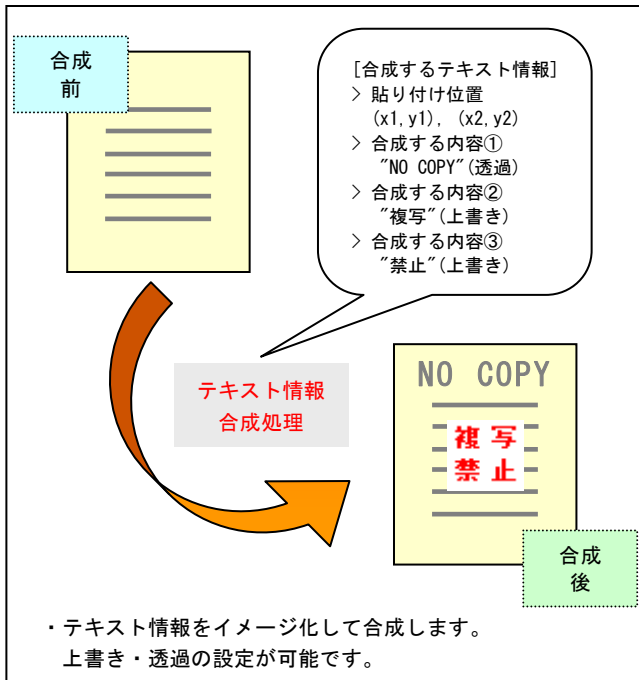 合成
前
[合成するテキスト情報]
> 貼り付け位置
(x1,y1), (x2,y2)
> 合成する内容①
"NO COPY"(透過)
> 合成する内容②
"複写"(上書き)
> 合成する内容③
"禁止"(上書き)
テキスト情報
合成処理
NO COPY
複写
禁止
合成
後
・テキスト情報をイメージ化して合成します。
上書き・透過の設定が可能です。